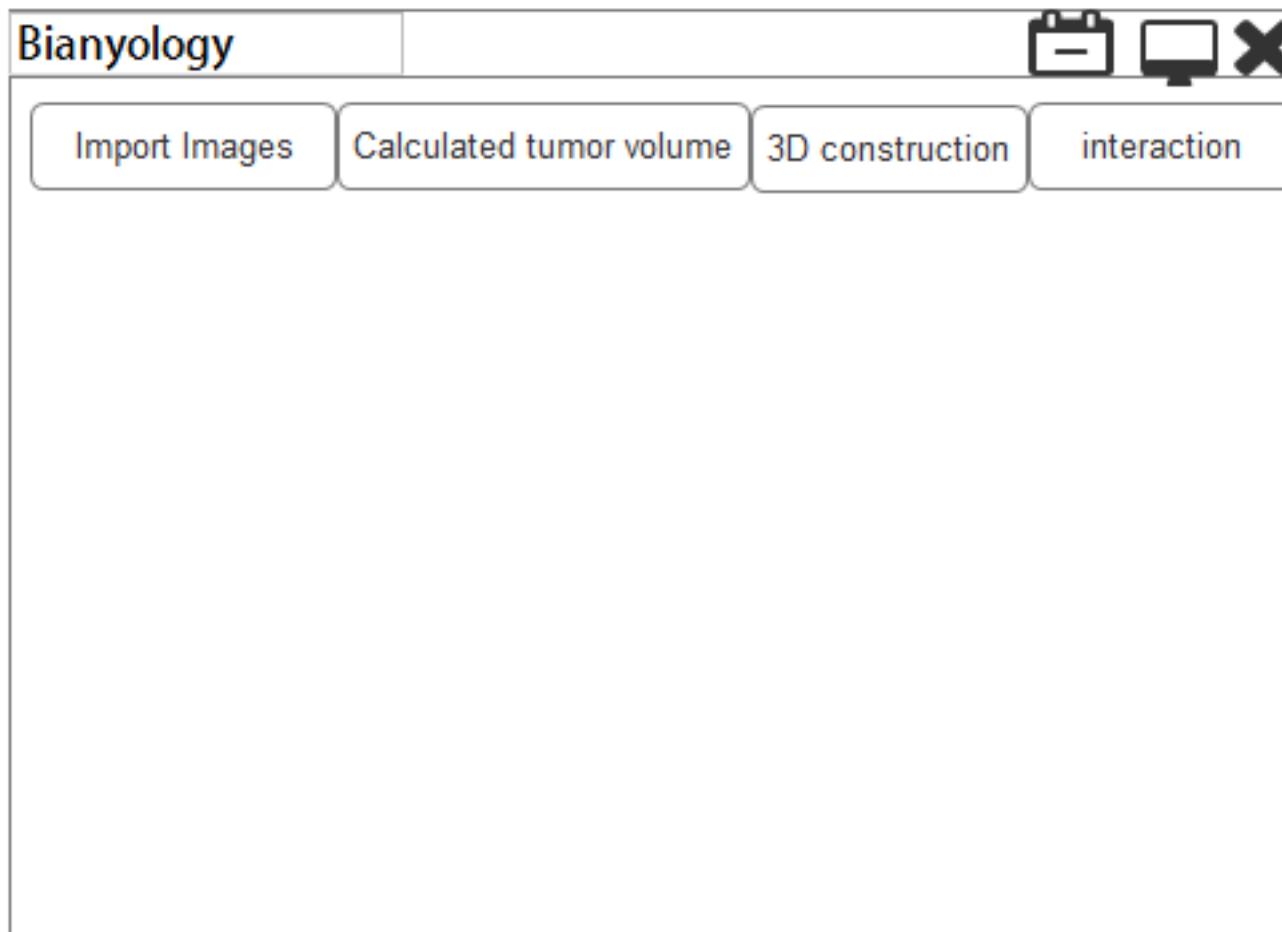 Bianyology
Import Images
Calculated tumor volume
3D construction
interaction